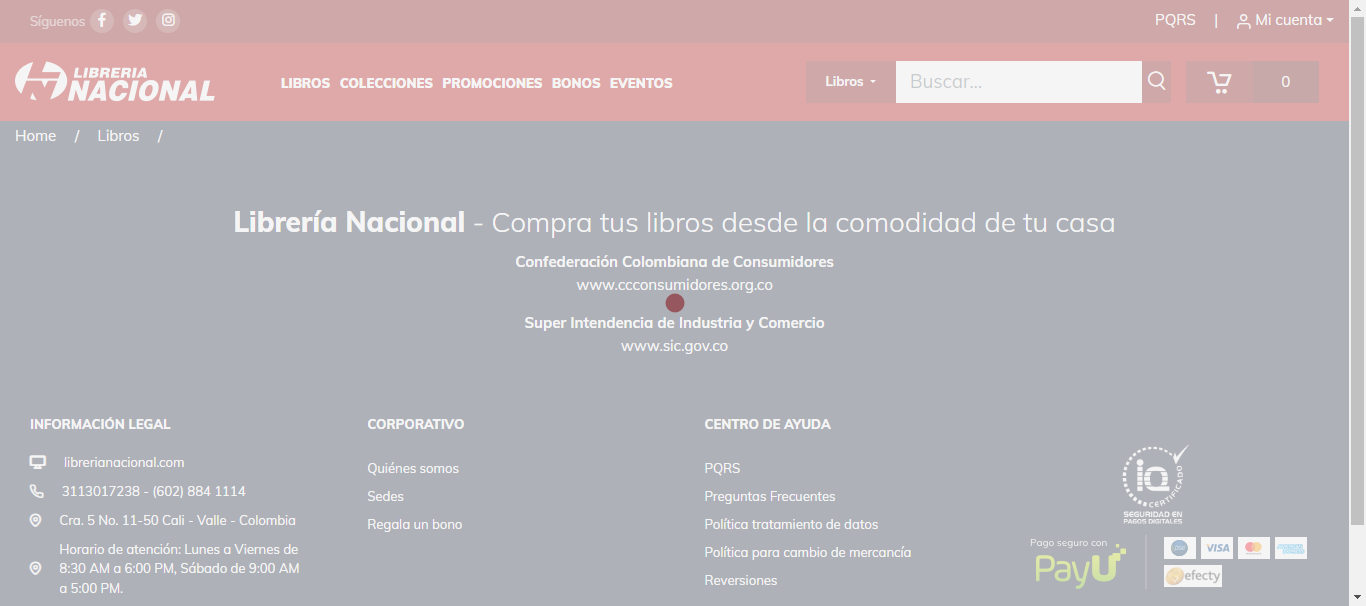 Síguenos
PQRS | Mi cuenta
LIBRERIA
NACIONAL
LIBROS COLECCIONES PROMOCIONES BONOS EVENTOS
Libros
Buscar...
0
Home / Libros /
Librería Nacional - Compra tus libros desde la comodidad de tu casa
Confederación Colombiana de Consumidores
www.ccconsumidores.org.co
Super Intendencia de Industria y Comercio
www.sic.gov.co
INFORMACIÓN LEGAL
librerianacional.com
3113017238 - (602) 884 1114
Cra. 5 No. 11-50 Cali - Valle - Colombia
Horario de atención: Lunes a Viernes de
8:30 AM a 6:00 PM, Sábado de 9:00 AM
a 5:00 PM.
CORPORATIVO
Quiénes somos
Sedes
Regala un bono
CENTRO DE AYUDA
PQRS
Preguntas Frecuentes
Política tratamiento de datos
Política para cambio de mercancía
Reversiones
iQ
CERTIFICADO
SEGURIDAD EN
PAGOS DIGITALES
Pago seguro con
PayU
VISA
efecty